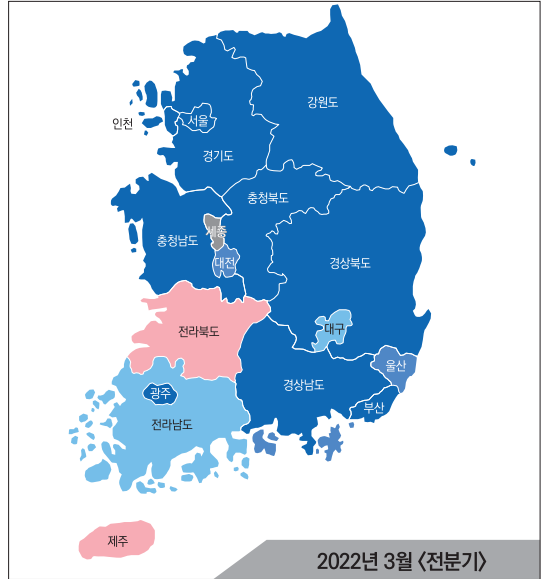 강원도
인천
서울
경기도
충청북도
세종
충청남도
대전
경상북도
전라북도
대구
울산
경상남도
광주
부산
전라남도
제주
2022년 3월 〈전분기〉